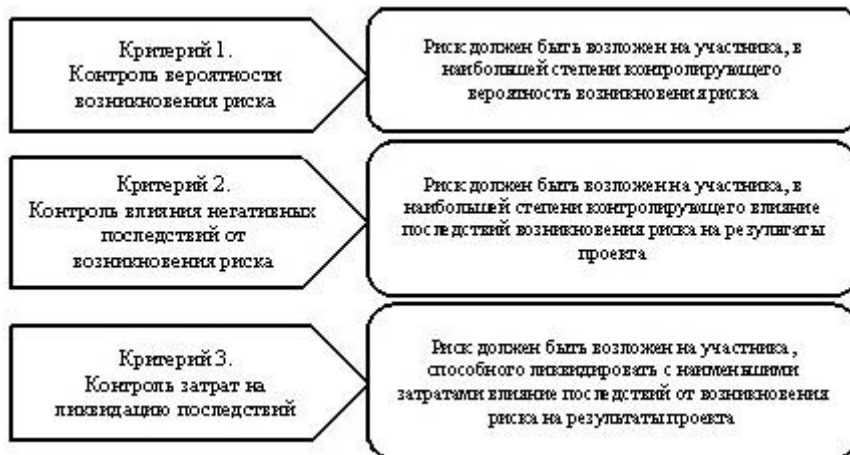 Критерий 1.
Контроль вероятности
возникновения риска
Риск должен быть возложен на участника, в
наибольшей степени контролирующего
вероятность возникновения риска
Критерий 2.
Контроль влияния негативных
последствий от
возникновения риска
Риск должен быть возложен на участника, в
наибольшей степени контролирующего влияние
последствий возникновения риска на результаты
проекта
Критерий 3.
Контроль затрат на
ликвидацию последствий
Риск должен быть возложен на участника,
способного ликвидировать с наименьшими
затратами влияние последствий от возникновения
риска на результаты проекта